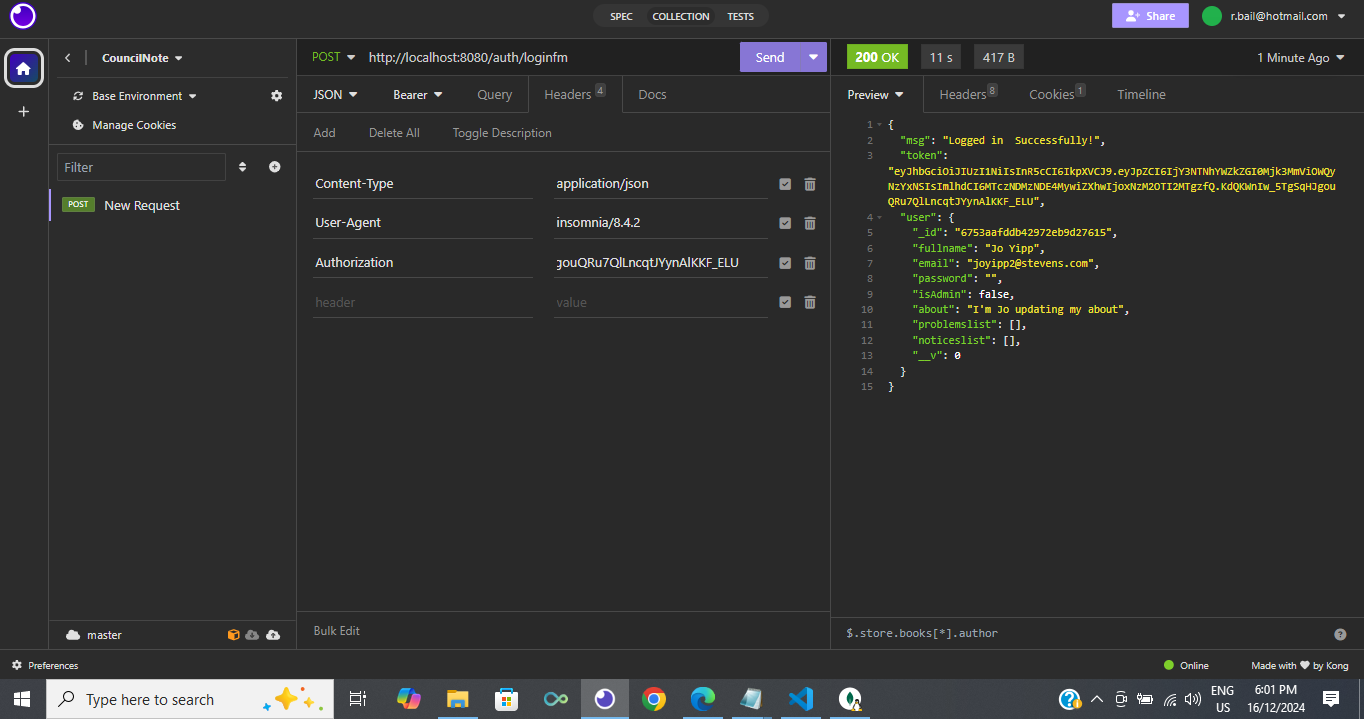 SPEC COLLECTION TESTS
Share
r.bail@hotmail.com
CouncilNote
Base Environment
Manage Cookies
Filter
POST New Request
master
Preferences
POST http://localhost:8080/auth/loginfm Send
JSON Bearer Query Headers 4 Docs
Add Delete All Toggle Description
Content-Type application/json
User-Agent insomnia/8.4.2
Authorization gouQRu7QlLncqtJYynAlKKF_ELU
header value
Bulk Edit
200 OK 11 s 417 B 1 Minute Ago
Preview Headers 8 Cookies 1 Timeline
1 {
2 "msg": "Logged in  Successfully!",
3 "token":
"eyJhbGciOiJIUzI1NiIsInR5cCI6IkpXVCJ9.eyJpZCI6IjY3NTNhYWZkZGI0Mjk3MmViOWQy
NzYxNSIsImlhdCI6MTczNDMzNDE4MywiZXhwIjoxNzM2OTI2MTgzfQ.KdQKWnIw_5TgSqHJgou
QRu7QlLncqtJYynAlKKF_ELU",
4 "user": {
5 "_id": "6753aafddb42972eb9d27615",
6 "fullname": "Jo Yipp",
7 "email": "joyipp2@stevens.com",
8 "password": "",
9 "isAdmin": false,
10 "about": "I'm Jo updating my about",
11 "problemslist": [],
12 "noticeslist": [],
13 "__v": 0
14 }
15 }
$.store.books[*].author
Online Made with ❤ by Kong
Type here to search
ENG
US
6:01 PM
16/12/2024